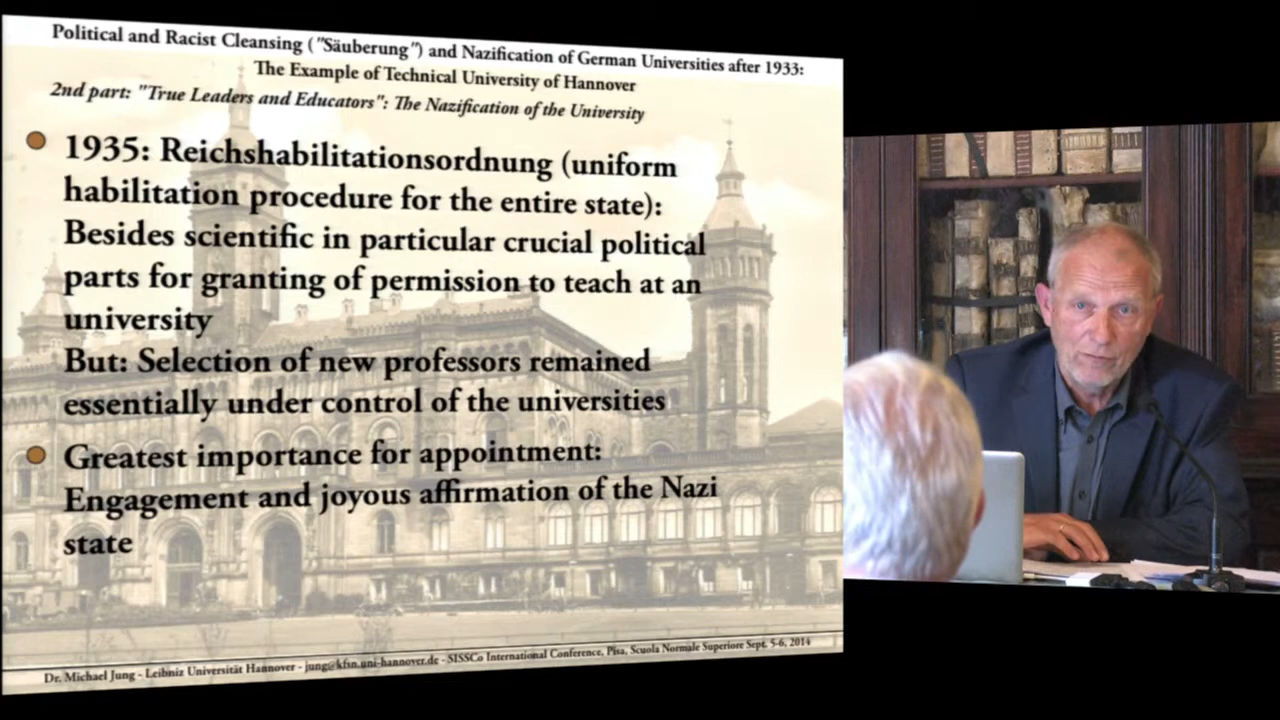 Political and Racist Cleansing ("Säuberung") and Nazification of German Universities after 1933:
The Example of Technical University of Hannover
2nd part: "True Leaders and Educators": The Nazification of the University
1935: Reichshabilitationsordnung (uniform
habilitation procedure for the entire state):
Besides scientific in particular crucial political
parts for granting of permission to teach at an
university
But: Selection of new professors remained
essentially under control of the universities
Greatest importance for appointment:
Engagement and joyous affirmation of the Nazi
state
Dr. Michael Jung - Leibniz Universität Hannover - jung@kfsn.uni-hannover.de - SISSCo International Conference, Pisa, Scuola Normale Superiore Sept. 5-6, 2014